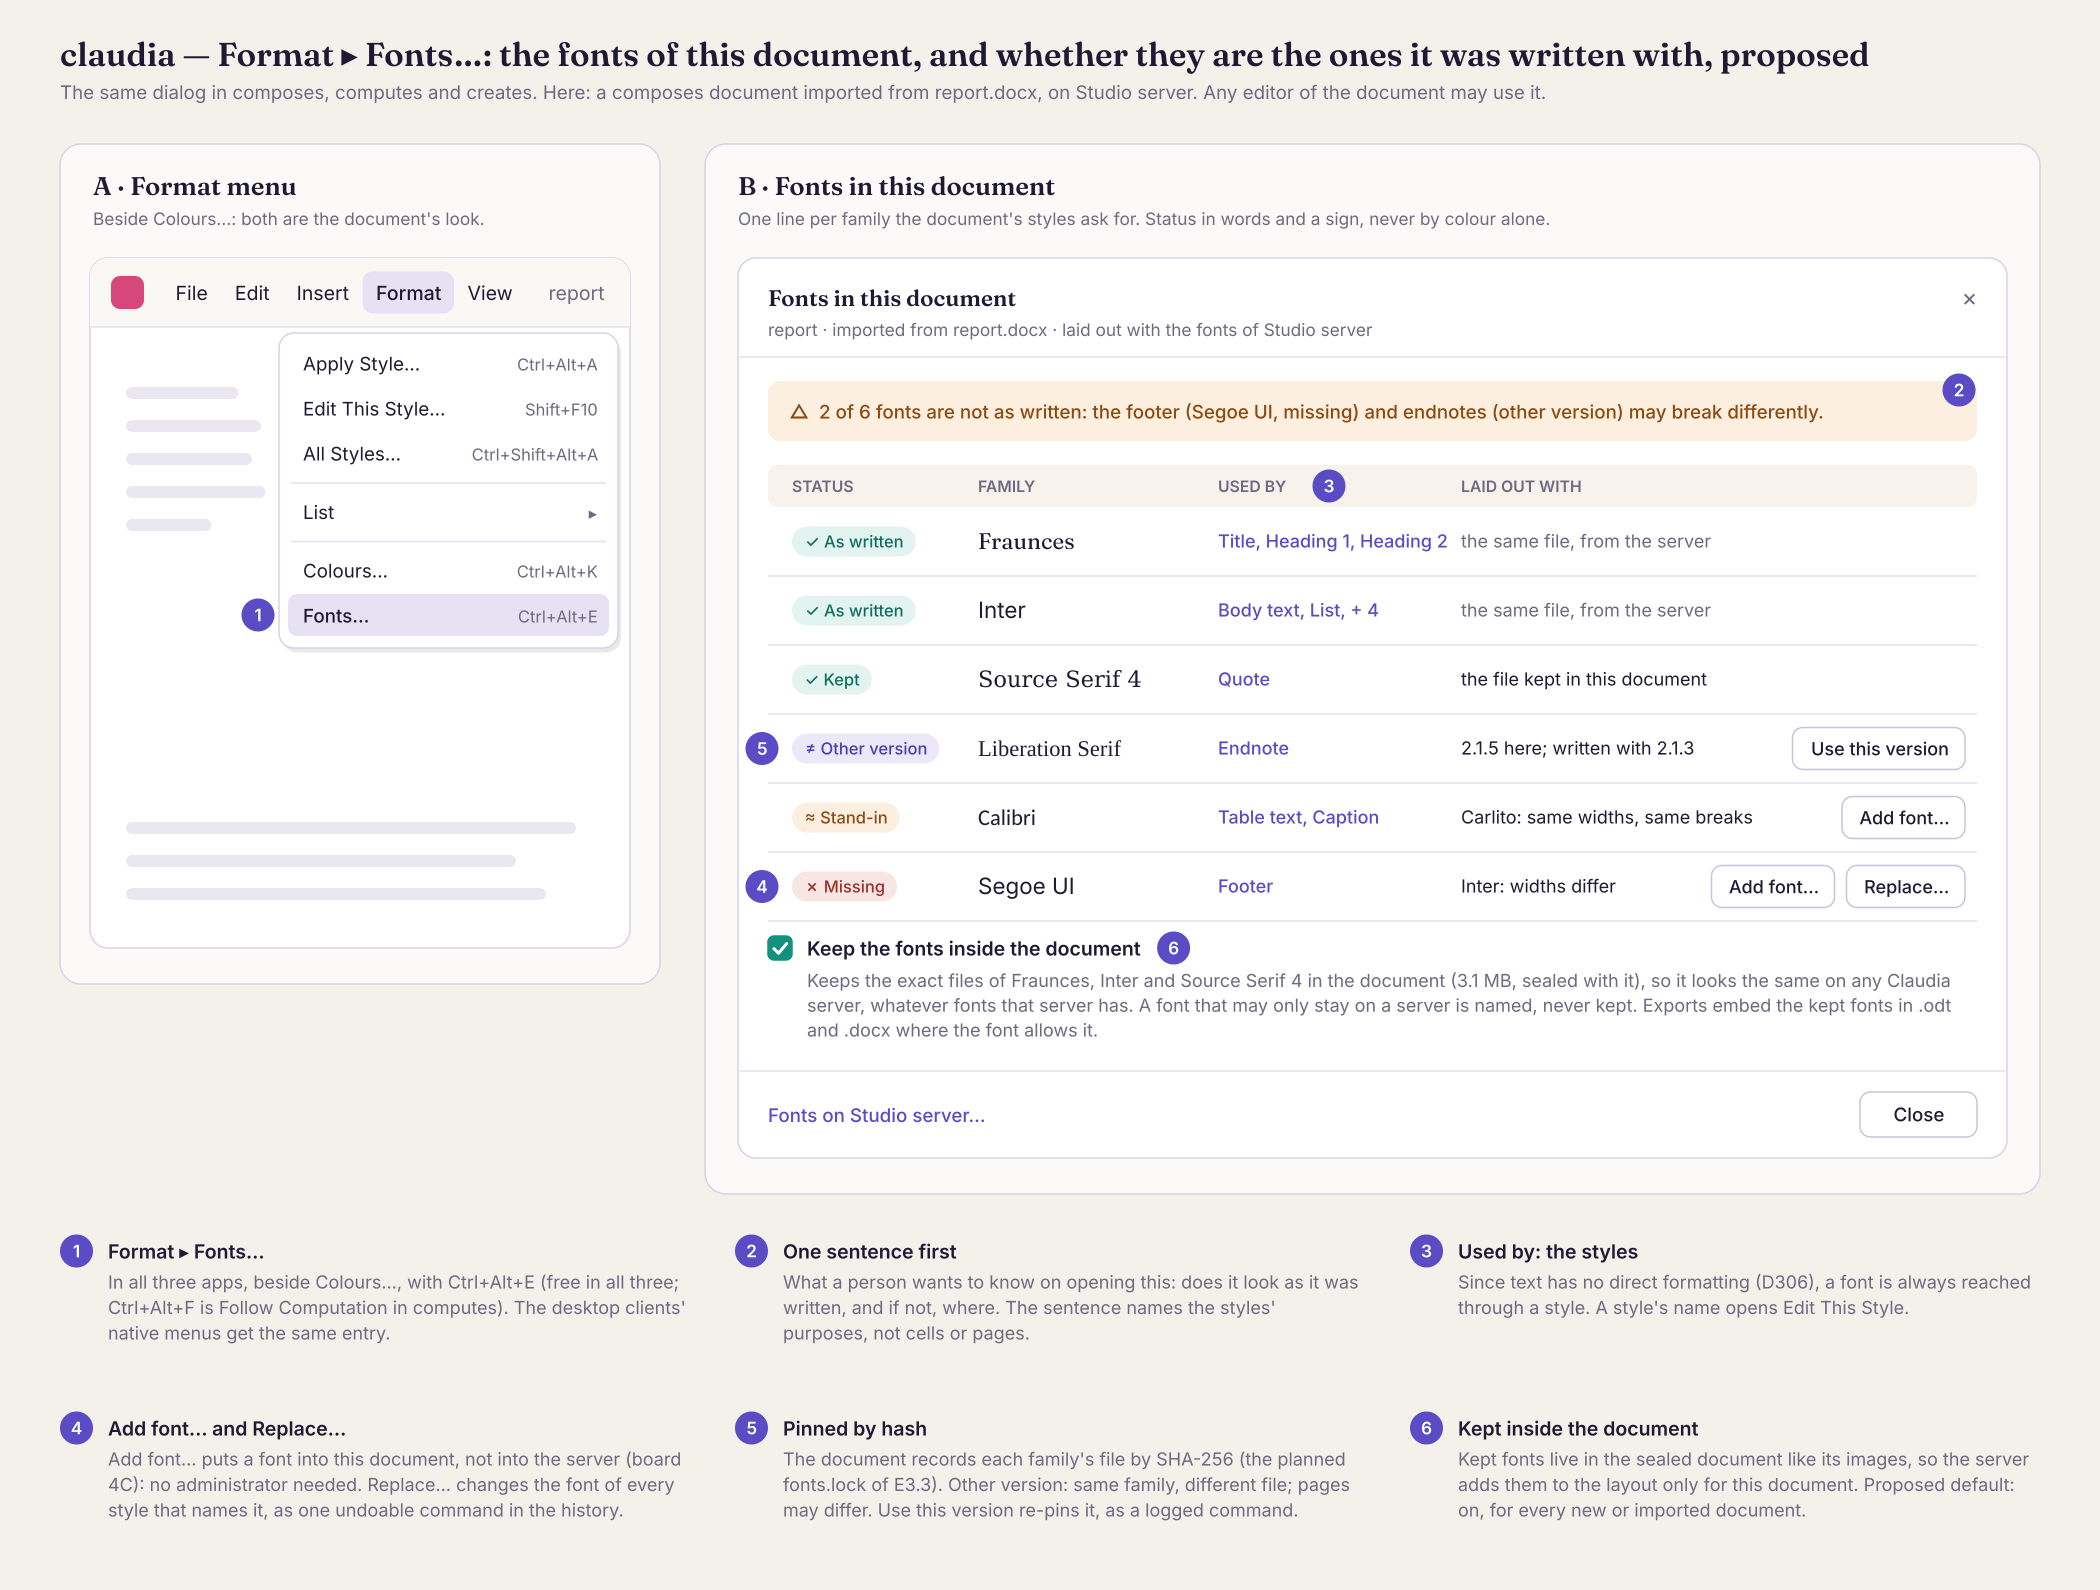 claudia — Format ▸ Fonts…: the fonts of this document, and whether they are the ones it was written with, proposed
The same dialog in composes, computes and creates. Here: a composes document imported from report.docx, on Studio server. Any editor of the document may use it.
A · Format menu
Beside Colours…: both are the document's look.
File Edit Insert Format View report
Apply Style… Ctrl+Alt+A
Edit This Style… Shift+F10
All Styles… Ctrl+Shift+Alt+A
List ▸
Colours… Ctrl+Alt+K
1 Fonts… Ctrl+Alt+E
B · Fonts in this document
One line per family the document's styles ask for. Status in words and a sign, never by colour alone.
Fonts in this document ×
report · imported from report.docx · laid out with the fonts of Studio server
2
△ 2 of 6 fonts are not as written: the footer (Segoe UI, missing) and endnotes (other version) may break differently.
STATUS FAMILY USED BY 3 LAID OUT WITH
✓ As written Fraunces Title, Heading 1, Heading 2 the same file, from the server
✓ As written Inter Body text, List, + 4 the same file, from the server
✓ Kept Source Serif 4 Quote the file kept in this document
5 ≠ Other version Liberation Serif Endnote 2.1.5 here; written with 2.1.3 Use this version
≈ Stand-in Calibri Table text, Caption Carlito: same widths, same breaks Add font…
4 × Missing Segoe UI Footer Inter: widths differ Add font… Replace…
Keep the fonts inside the document 6
Keeps the exact files of Fraunces, Inter and Source Serif 4 in the document (3.1 MB, sealed with it), so it looks the same on any Claudia
server, whatever fonts that server has. A font that may only stay on a server is named, never kept. Exports embed the kept fonts in .odt
and .docx where the font allows it.
Fonts on Studio server… Close
1 Format ▸ Fonts…
In all three apps, beside Colours…, with Ctrl+Alt+E (free in all three;
Ctrl+Alt+F is Follow Computation in computes). The desktop clients'
native menus get the same entry.
2 One sentence first
What a person wants to know on opening this: does it look as it was
written, and if not, where. The sentence names the styles'
purposes, not cells or pages.
3 Used by: the styles
Since text has no direct formatting (D306), a font is always reached
through a style. A style's name opens Edit This Style.
4 Add font… and Replace…
Add font… puts a font into this document, not into the server (board
4C): no administrator needed. Replace… changes the font of every
style that names it, as one undoable command in the history.
5 Pinned by hash
The document records each family's file by SHA-256 (the planned
fonts.lock of E3.3). Other version: same family, different file; pages
may differ. Use this version re-pins it, as a logged command.
6 Kept inside the document
Kept fonts live in the sealed document like its images, so the server
adds them to the layout only for this document. Proposed default:
on, for every new or imported document.